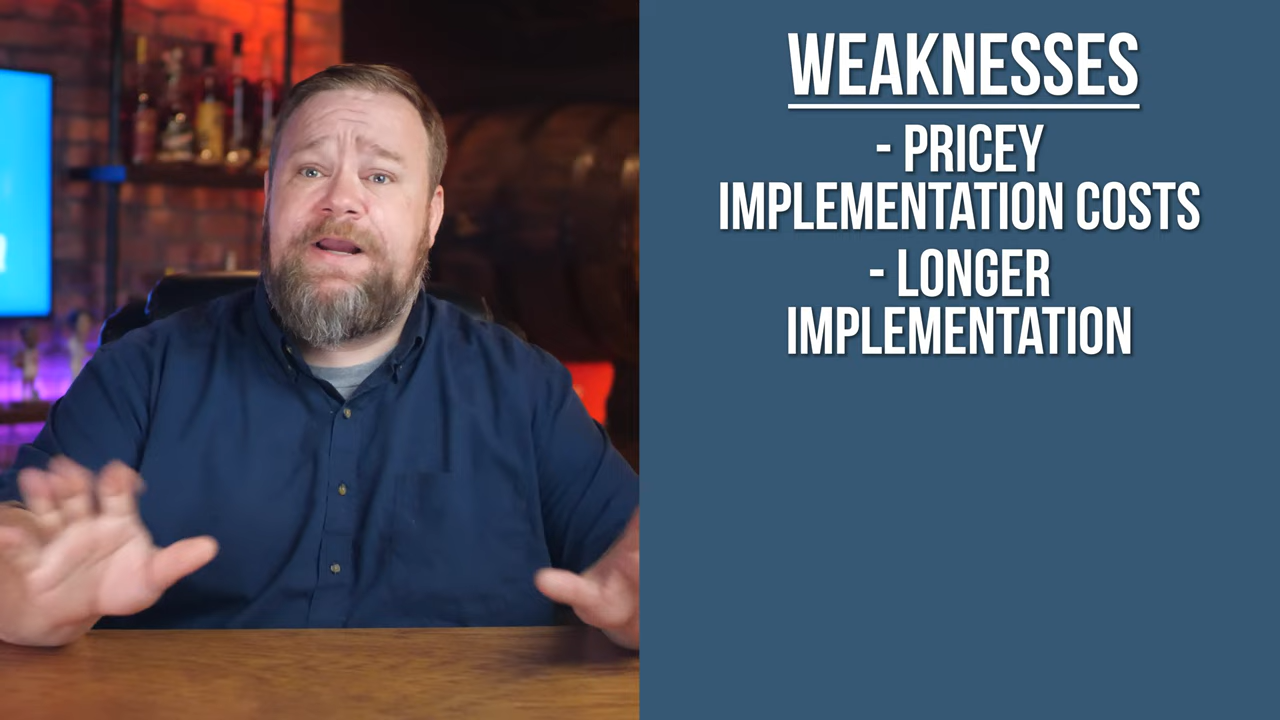 WEAKNESSES
- PRICEY
IMPLEMENTATION COSTS
- LONGER
IMPLEMENTATION